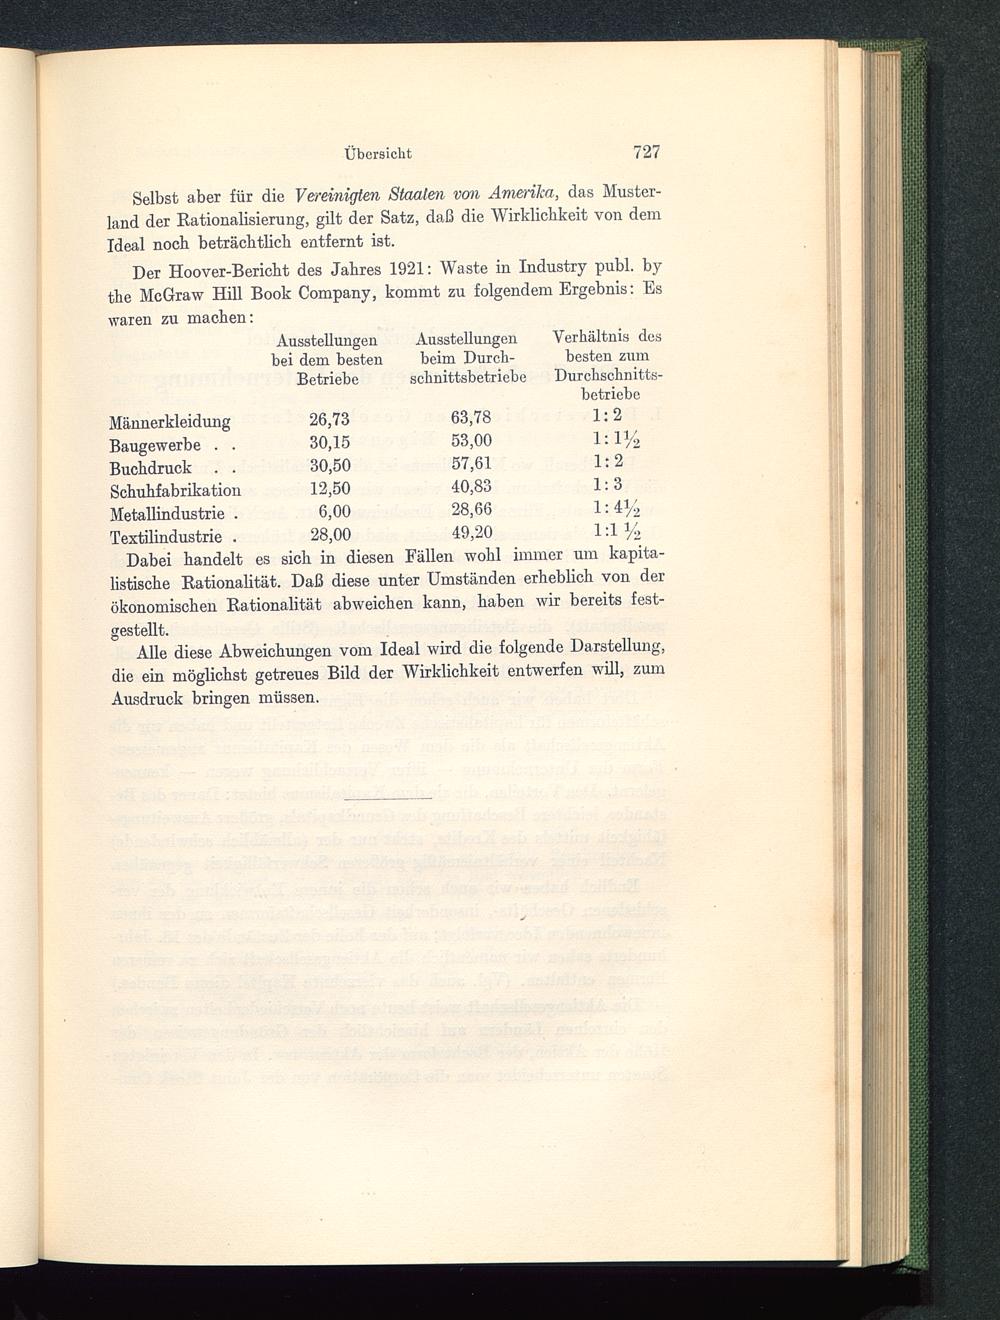 Übersicht 727
Selbst aber für die Vereinigten Staaten von Amerika, das Muster-
land der Rationalisierung, gilt der Satz, daß die Wirklichkeit von dem
Ideal noch beträchtlich entfernt ist.
Der Hoover-Bericht des Jahres 1921: Waste in Industry publ. by
the McGraw Hill Book Company, kommt zu folgendem Ergebnis: Es
waren zu machen:
Ausstellungen Ausstellungen Verhältnis des
bei dem besten beim Durch- besten zum
Betriebe schnittsbetriebe Durchschnitts-
betriebe
Männerkleidung 26,73 63,78 1:2
Baugewerbe . . 30,15 53,00 1:1½
Buchdruck . . 30,50 57,61 1:2
Schuhfabrikation 12,50 40,83 1:3
Metallindustrie . 6,00 28,66 1:4½
Textilindustrie . 28,00 49,20 1:1 ½
Dabei handelt es sich in diesen Fällen wohl immer um kapita-
listische Rationalität. Daß diese unter Umständen erheblich von der
ökonomischen Rationalität abweichen kann, haben wir bereits fest-
gestellt.
Alle diese Abweichungen vom Ideal wird die folgende Darstellung,
die ein möglichst getreues Bild der Wirklichkeit entwerfen will, zum
Ausdruck bringen müssen.